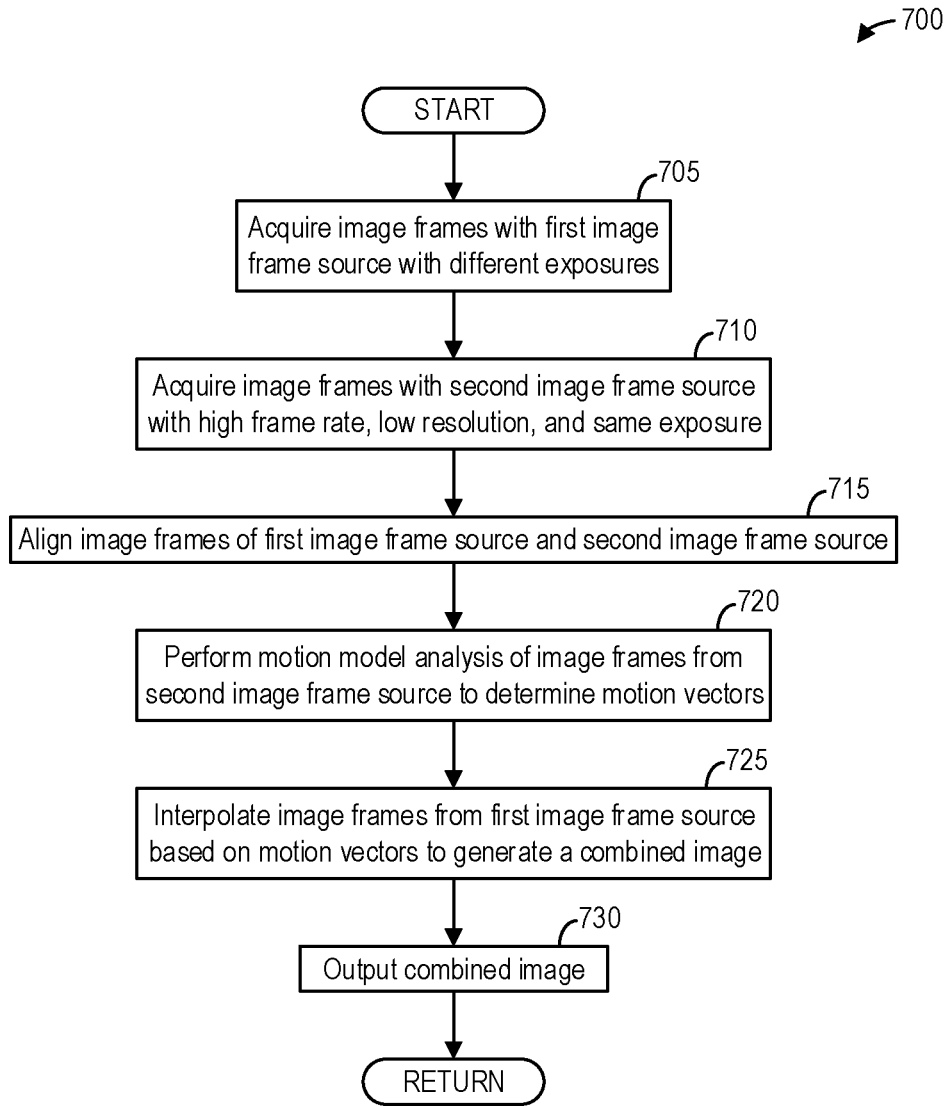 700
START
705
Acquire image frames with first image
frame source with different exposures
710
Acquire image frames with second image frame source
with high frame rate, low resolution, and same exposure
715
Align image frames of first image frame source and second image frame source
720
Perform motion model analysis of image frames from
second image frame source to determine motion vectors
725
Interpolate image frames from first image frame source
based on motion vectors to generate a combined image
730
Output combined image
RETURN